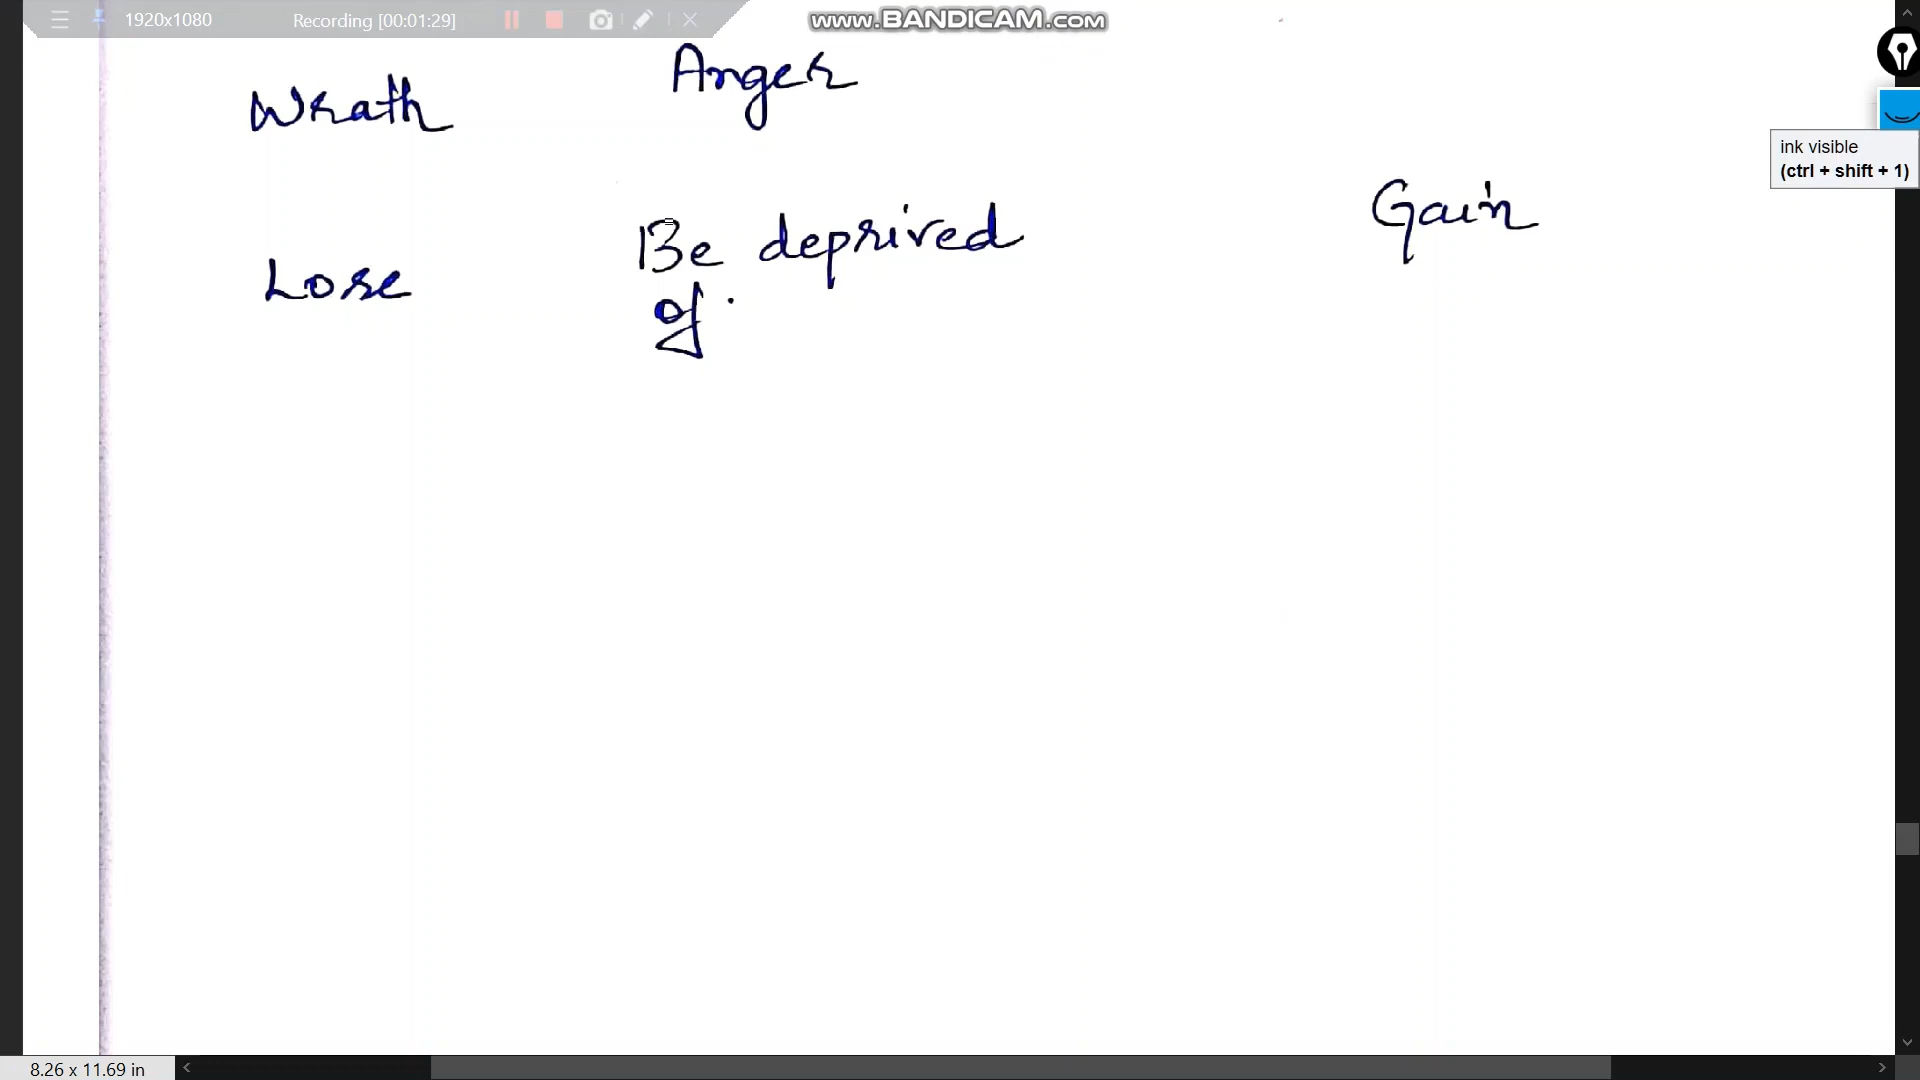 1920x1080
Recording [00:01:29]
www.BANDICAM.com
Wrath
Anger
ink visible
(ctrl + shift + 1)
Lose
Be deprived
of.
Gain
8.26 x 11.69 in